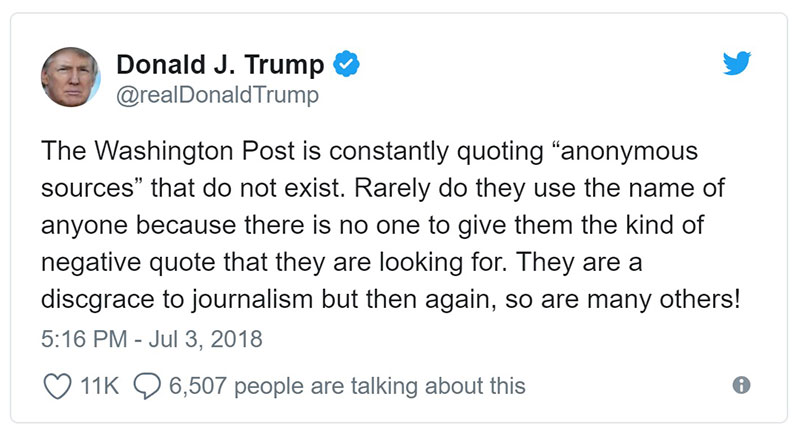 Donald J. Trump
@realDonaldTrump
The Washington Post is constantly quoting “anonymous
sources” that do not exist. Rarely do they use the name of
anyone because there is no one to give them the kind of
negative quote that they are looking for. They are a
discgrace to journalism but then again, so are many others!
5:16 PM - Jul 3, 2018
11K 6,507 people are talking about this